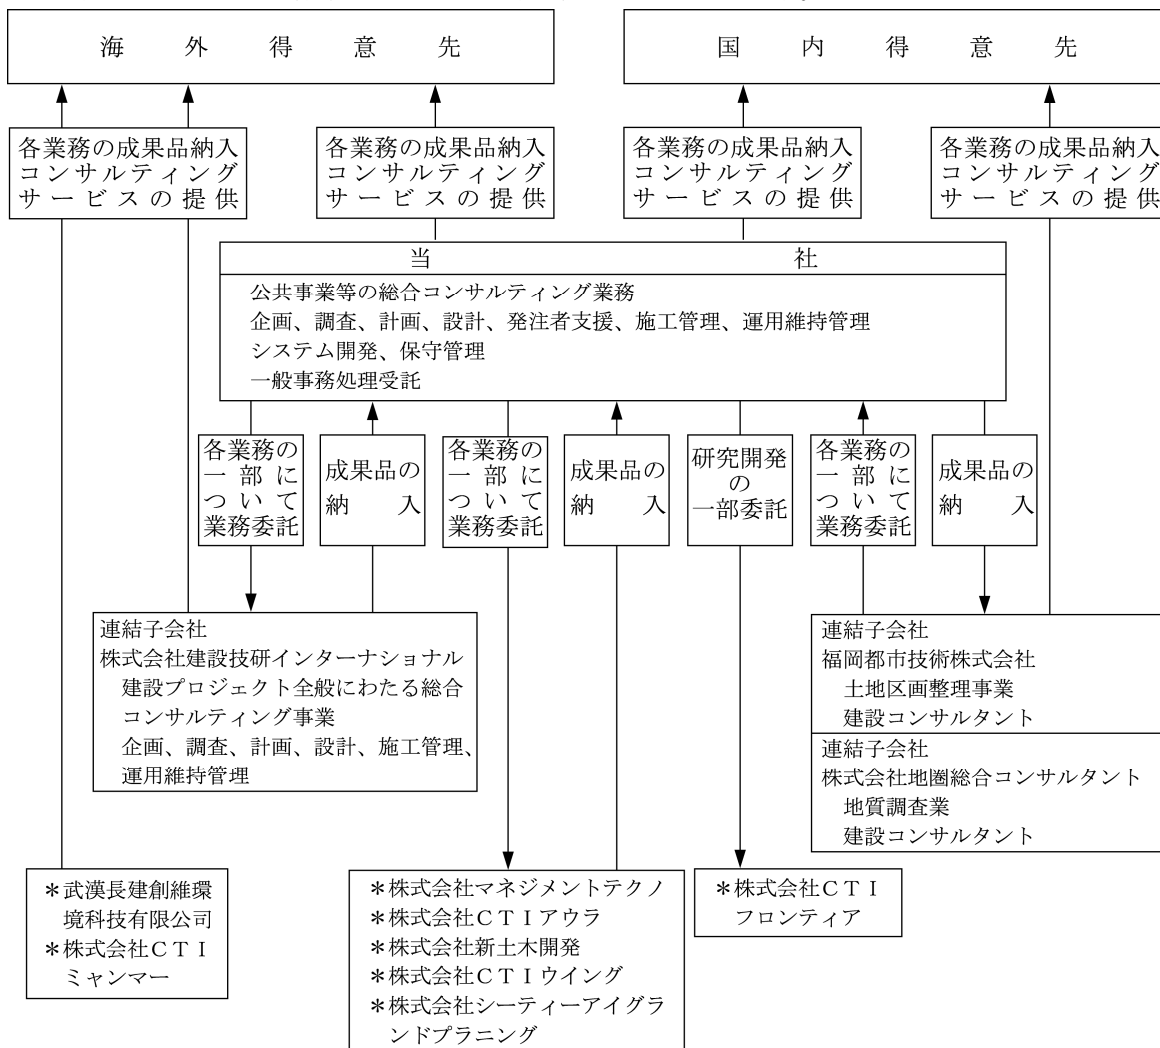 海外得意先
国内得意先
各業務の成果品納入
コンサルティング
サービスの提供
各業務の成果品納入
コンサルティング
サービスの提供
各業務の成果品納入
コンサルティング
サービスの提供
各業務の成果品納入
コンサルティング
サービスの提供
当社
公共事業等の総合コンサルティング業務
企画、調査、計画、設計、発注者支援、施工管理、運用維持管理
システム開発、保守管理
一般事務処理受託
各業務の
一部に
ついて
業務委託
成果品の
納入
各業務の
一部に
ついて
業務委託
成果品の
納入
研究開発
の
一部委託
各業務の
一部に
ついて
業務委託
成果品の
納入
連結子会社
株式会社建設技研インターナショナル
建設プロジェクト全般にわたる総合
コンサルティング事業
企画、調査、計画、設計、施工管理、
運用維持管理
連結子会社
福岡都市技術株式会社
土地区画整理事業
建設コンサルタント
連結子会社
株式会社地圏総合コンサルタント
地質調査業
建設コンサルタント
＊武漢長建創維環
境科技有限公司
＊株式会社ＣＴＩ
ミャンマー
＊株式会社マネジメントテクノ
＊株式会社ＣＴＩアウラ
＊株式会社新土木開発
＊株式会社ＣＴＩウイング
＊株式会社シーティーアイグラ
ンドプラニング
＊株式会社ＣＴＩ
フロンティア